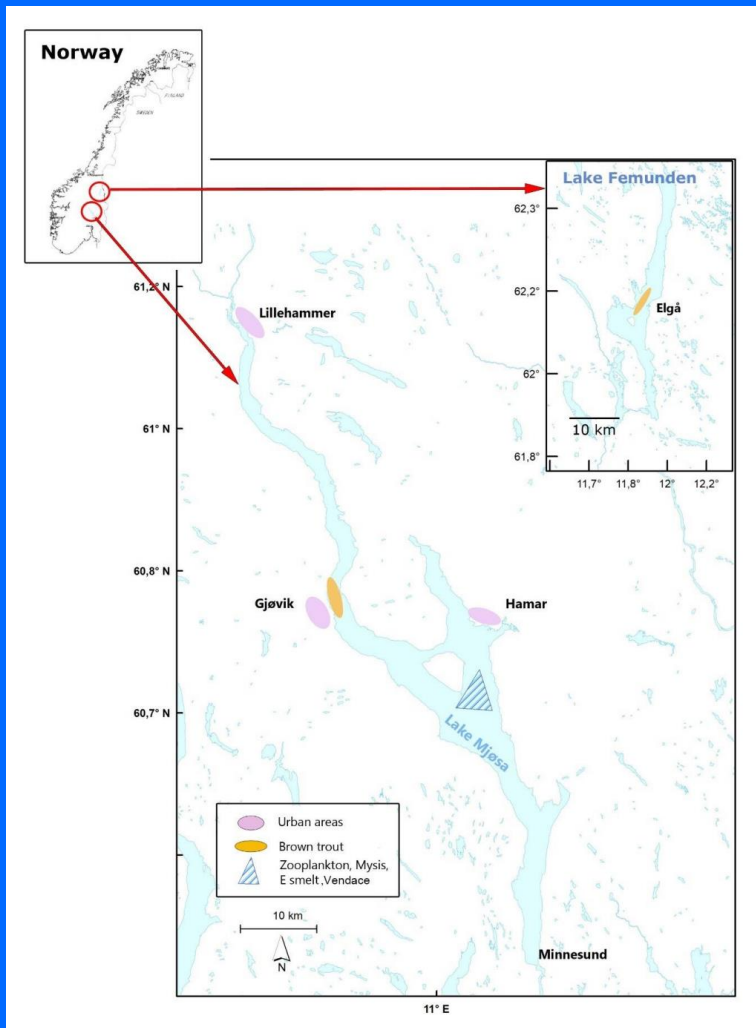 Norway
FINLAND
SWEDEN
Lake Femunden
62,3°
62,2°
Elgå
62°
10 km
61,8°
11,7°
11,8°
12°
12,2°
61,2° N
Lillehammer
61° N
60,8° N
Gjøvik
Hamar
60,7° N
Lake Mjøsa
Urban areas
Brown trout
Zooplankton, Mysis,
E smelt,Vendace
10 km
N
Minnesund
11° E